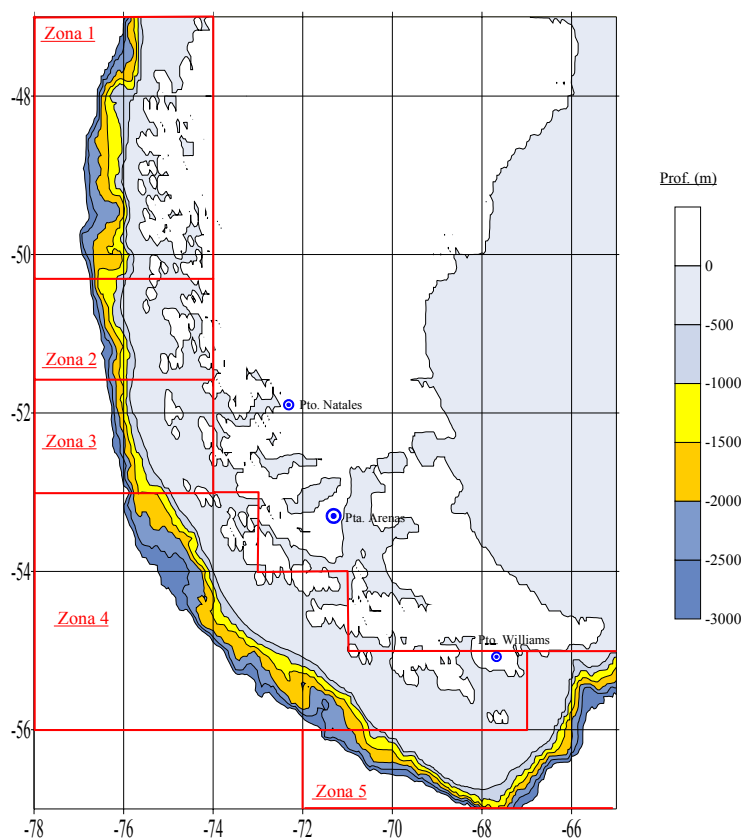 Zona 1
-48
Prof. (m)
-50
0
-500
Zona 2
-1000
Pto. Natales
-52
Zona 3
-1500
-2000
Pta. Arenas
-2500
-54
Zona 4
-3000
Pto. Williams
-56
Zona 5
-78
-76
-74
-72
-70
-68
-66